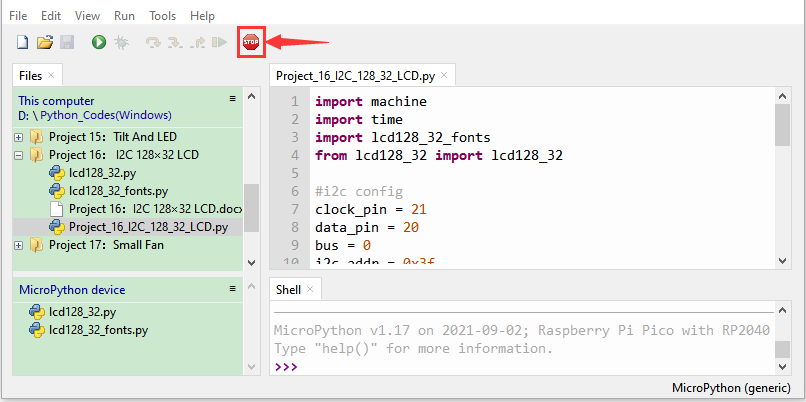 File Edit View Run Tools Help
STOP
Files ×
This computer
D: \ Python_Codes(Windows)
Project 15：Tilt And LED
Project 16：I2C 128×32 LCD
lcd128_32.py
lcd128_32_fonts.py
Project 16：I2C 128×32 LCD.docx
Project_16_I2C_128_32_LCD.py
Project 17：Small Fan
MicroPython device
lcd128_32.py
lcd128_32_fonts.py
Project_16_I2C_128_32_LCD.py ×
1 import machine
2 import time
3 import lcd128_32_fonts
4 from lcd128_32 import lcd128_32
5
6 #i2c config
7 clock_pin = 21
8 data_pin = 20
9 bus = 0
10 i2c_addr = 0x3f
Shell ×
MicroPython v1.17 on 2021-09-02; Raspberry Pi Pico with RP2040
Type "help()" for more information.
>>>
MicroPython (generic)